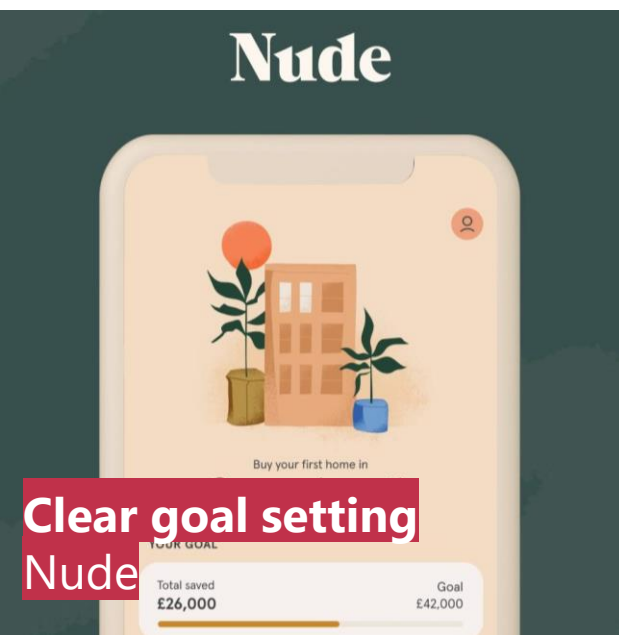 Nude
Buy your first home in
Clear goal setting
YOUR GOAL
Nude
Total saved
Goal
£26,000
£42,000